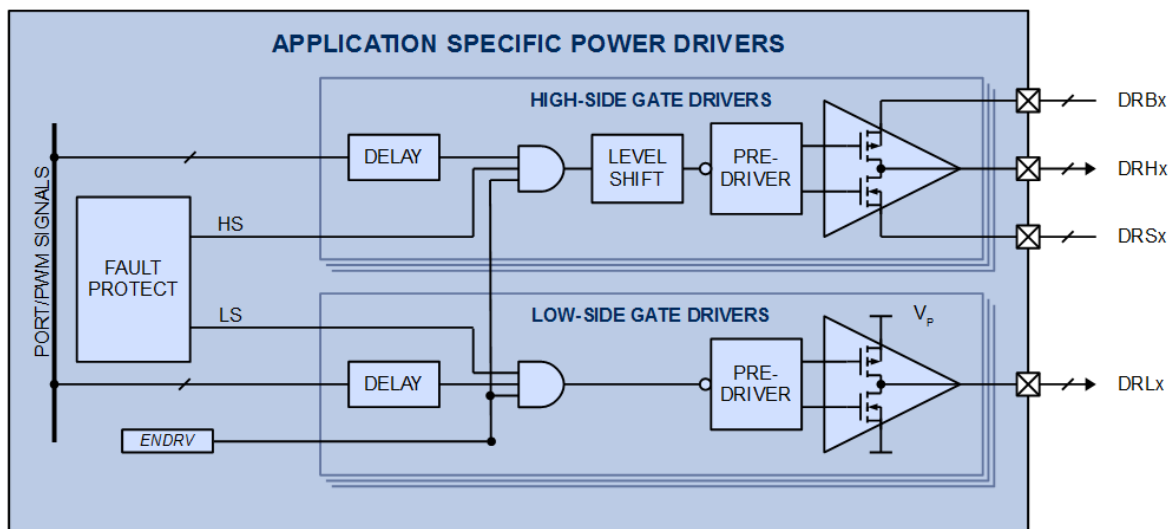 APPLICATION SPECIFIC POWER DRIVERS
HIGH-SIDE GATE DRIVERS
DRBx
DELAY
LEVEL
SHIFT
PRE-
DRIVER
DRHx
PORT/PWM SIGNALS
HS
DRSx
FAULT
PROTECT
LS
LOW-SIDE GATE DRIVERS
VP
DELAY
PRE-
DRIVER
DRLx
ENDRV